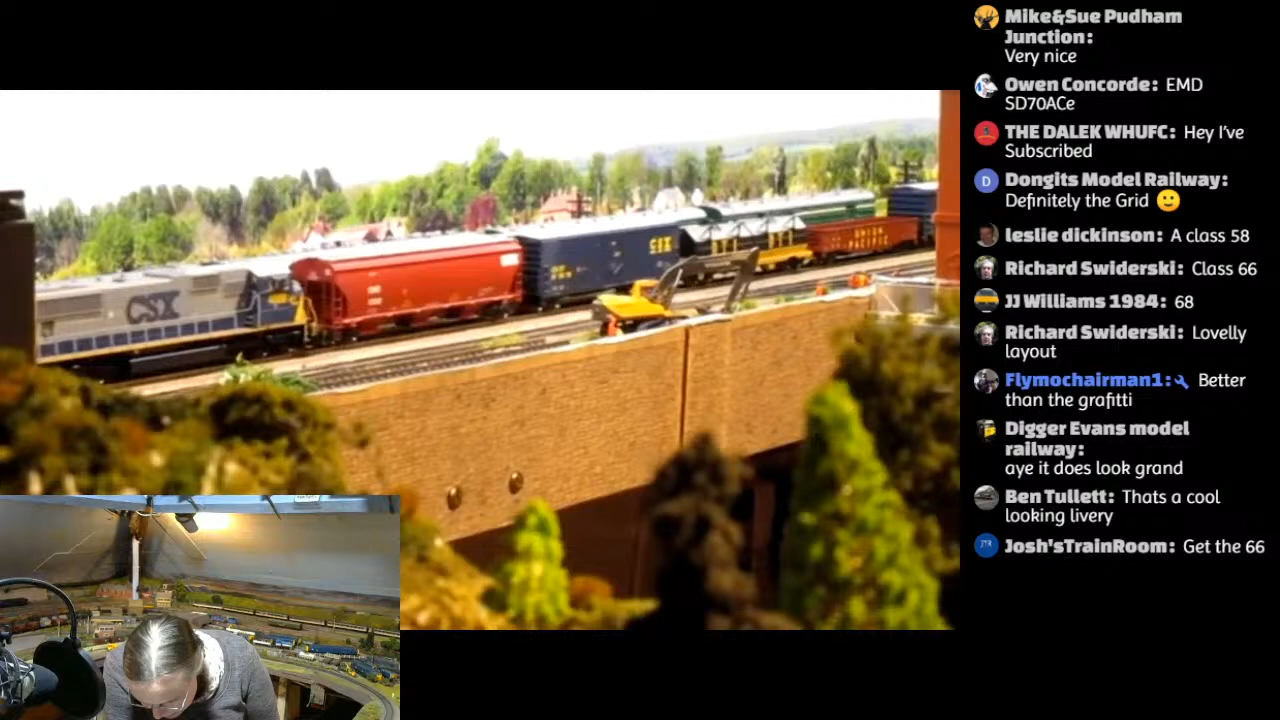 Mike&Sue Pudham
Junction:
Very nice
Owen Concorde: EMD
SD70ACe
THE DALEK WHUFC: Hey I've
Subscribed
D
Dongits Model Railway:
Definitely the Grid 🙂
leslie dickinson: A class 58
Richard Swiderski: Class 66
JJ Williams 1984: 68
Richard Swiderski: Lovelly
layout
Flymochairman1: Better
than the grafitti
Digger Evans model
railway:
aye it does look grand
Ben Tullett: Thats a cool
looking livery
JTR
Josh'sTrainRoom: Get the 66
CSX
CSX
UNION
PACIFIC